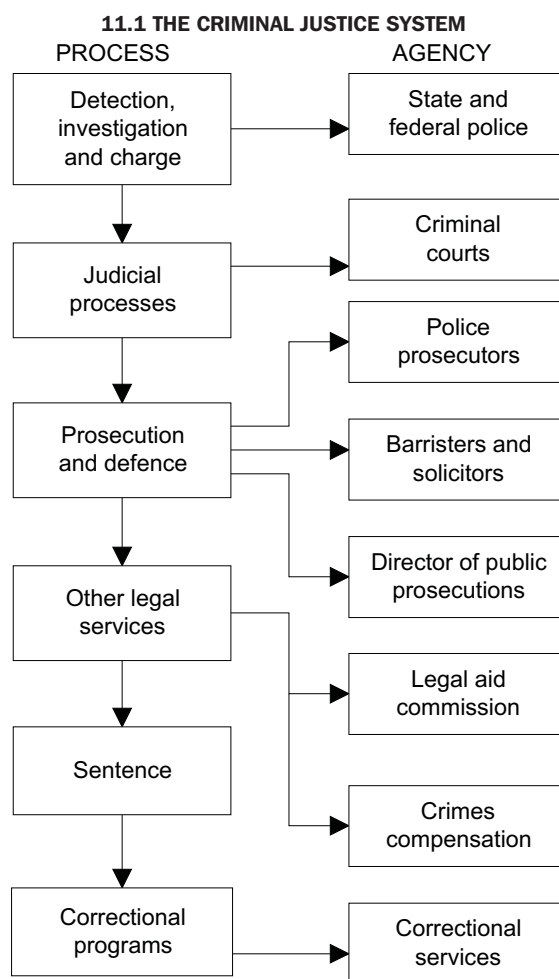 11.1 THE CRIMINAL JUSTICE SYSTEM
PROCESS
AGENCY
Detection,
investigation
and charge
State and
federal police
Judicial
processes
Criminal
courts
Police
prosecutors
Prosecution
and defence
Barristers and
solicitors
Director of public
prosecutions
Other legal
services
Legal aid
commission
Sentence
Crimes
compensation
Correctional
programs
Correctional
services